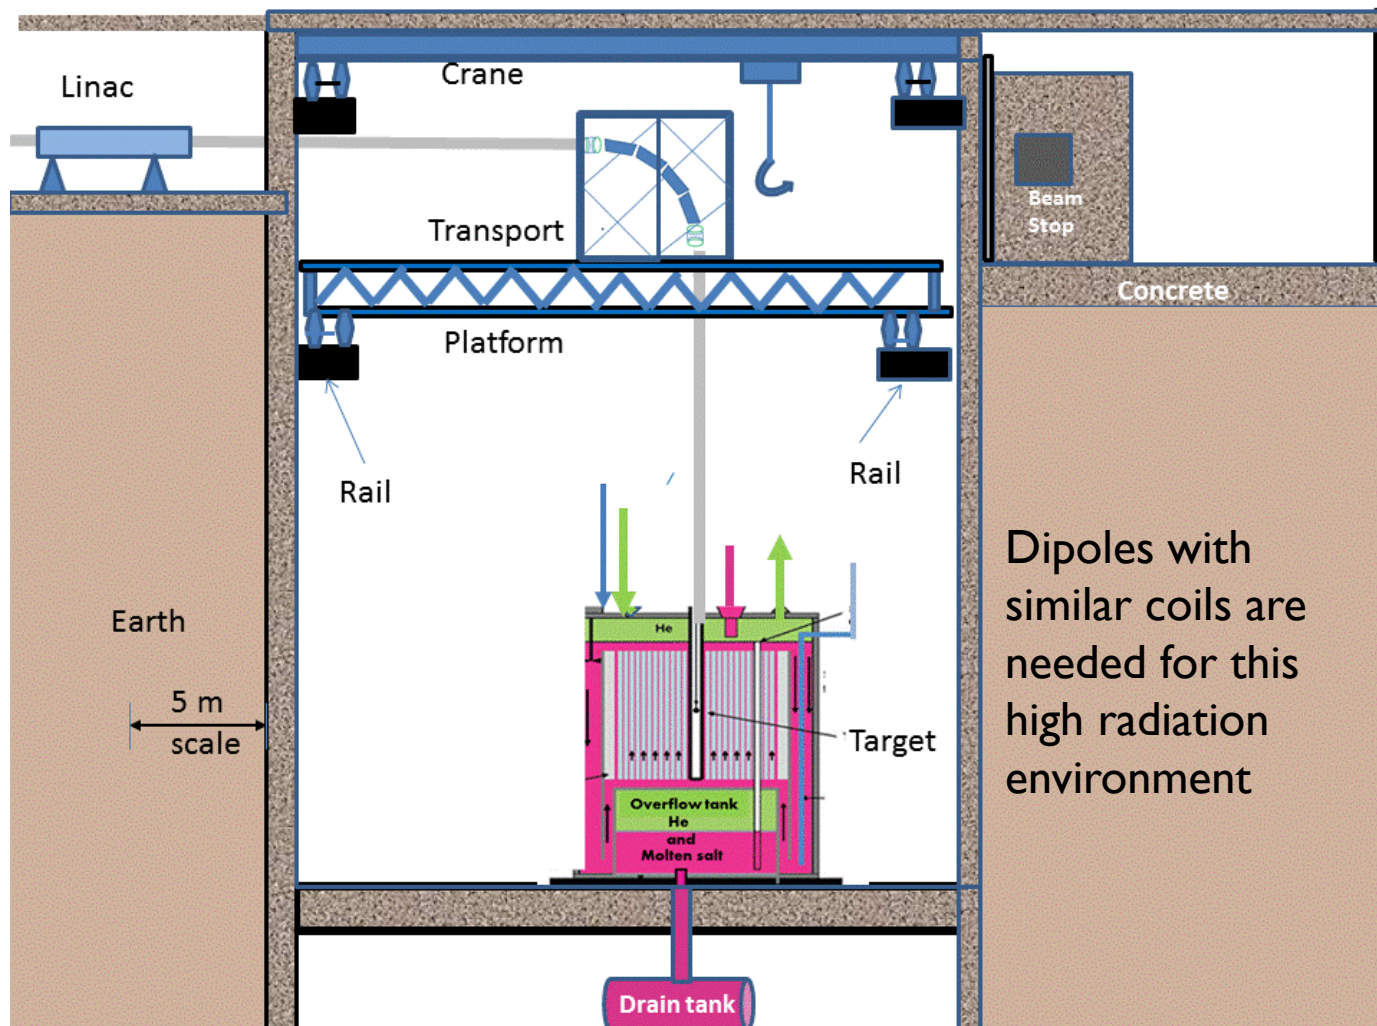 Linac
Crane
Beam
Stop
Transport
Concrete
Platform
Rail
Rail
Dipoles with
similar coils are
needed for this
high radiation
environment
Earth
5 m
scale
He
Target
Overflow tank
He
and
Molten salt
Drain tank